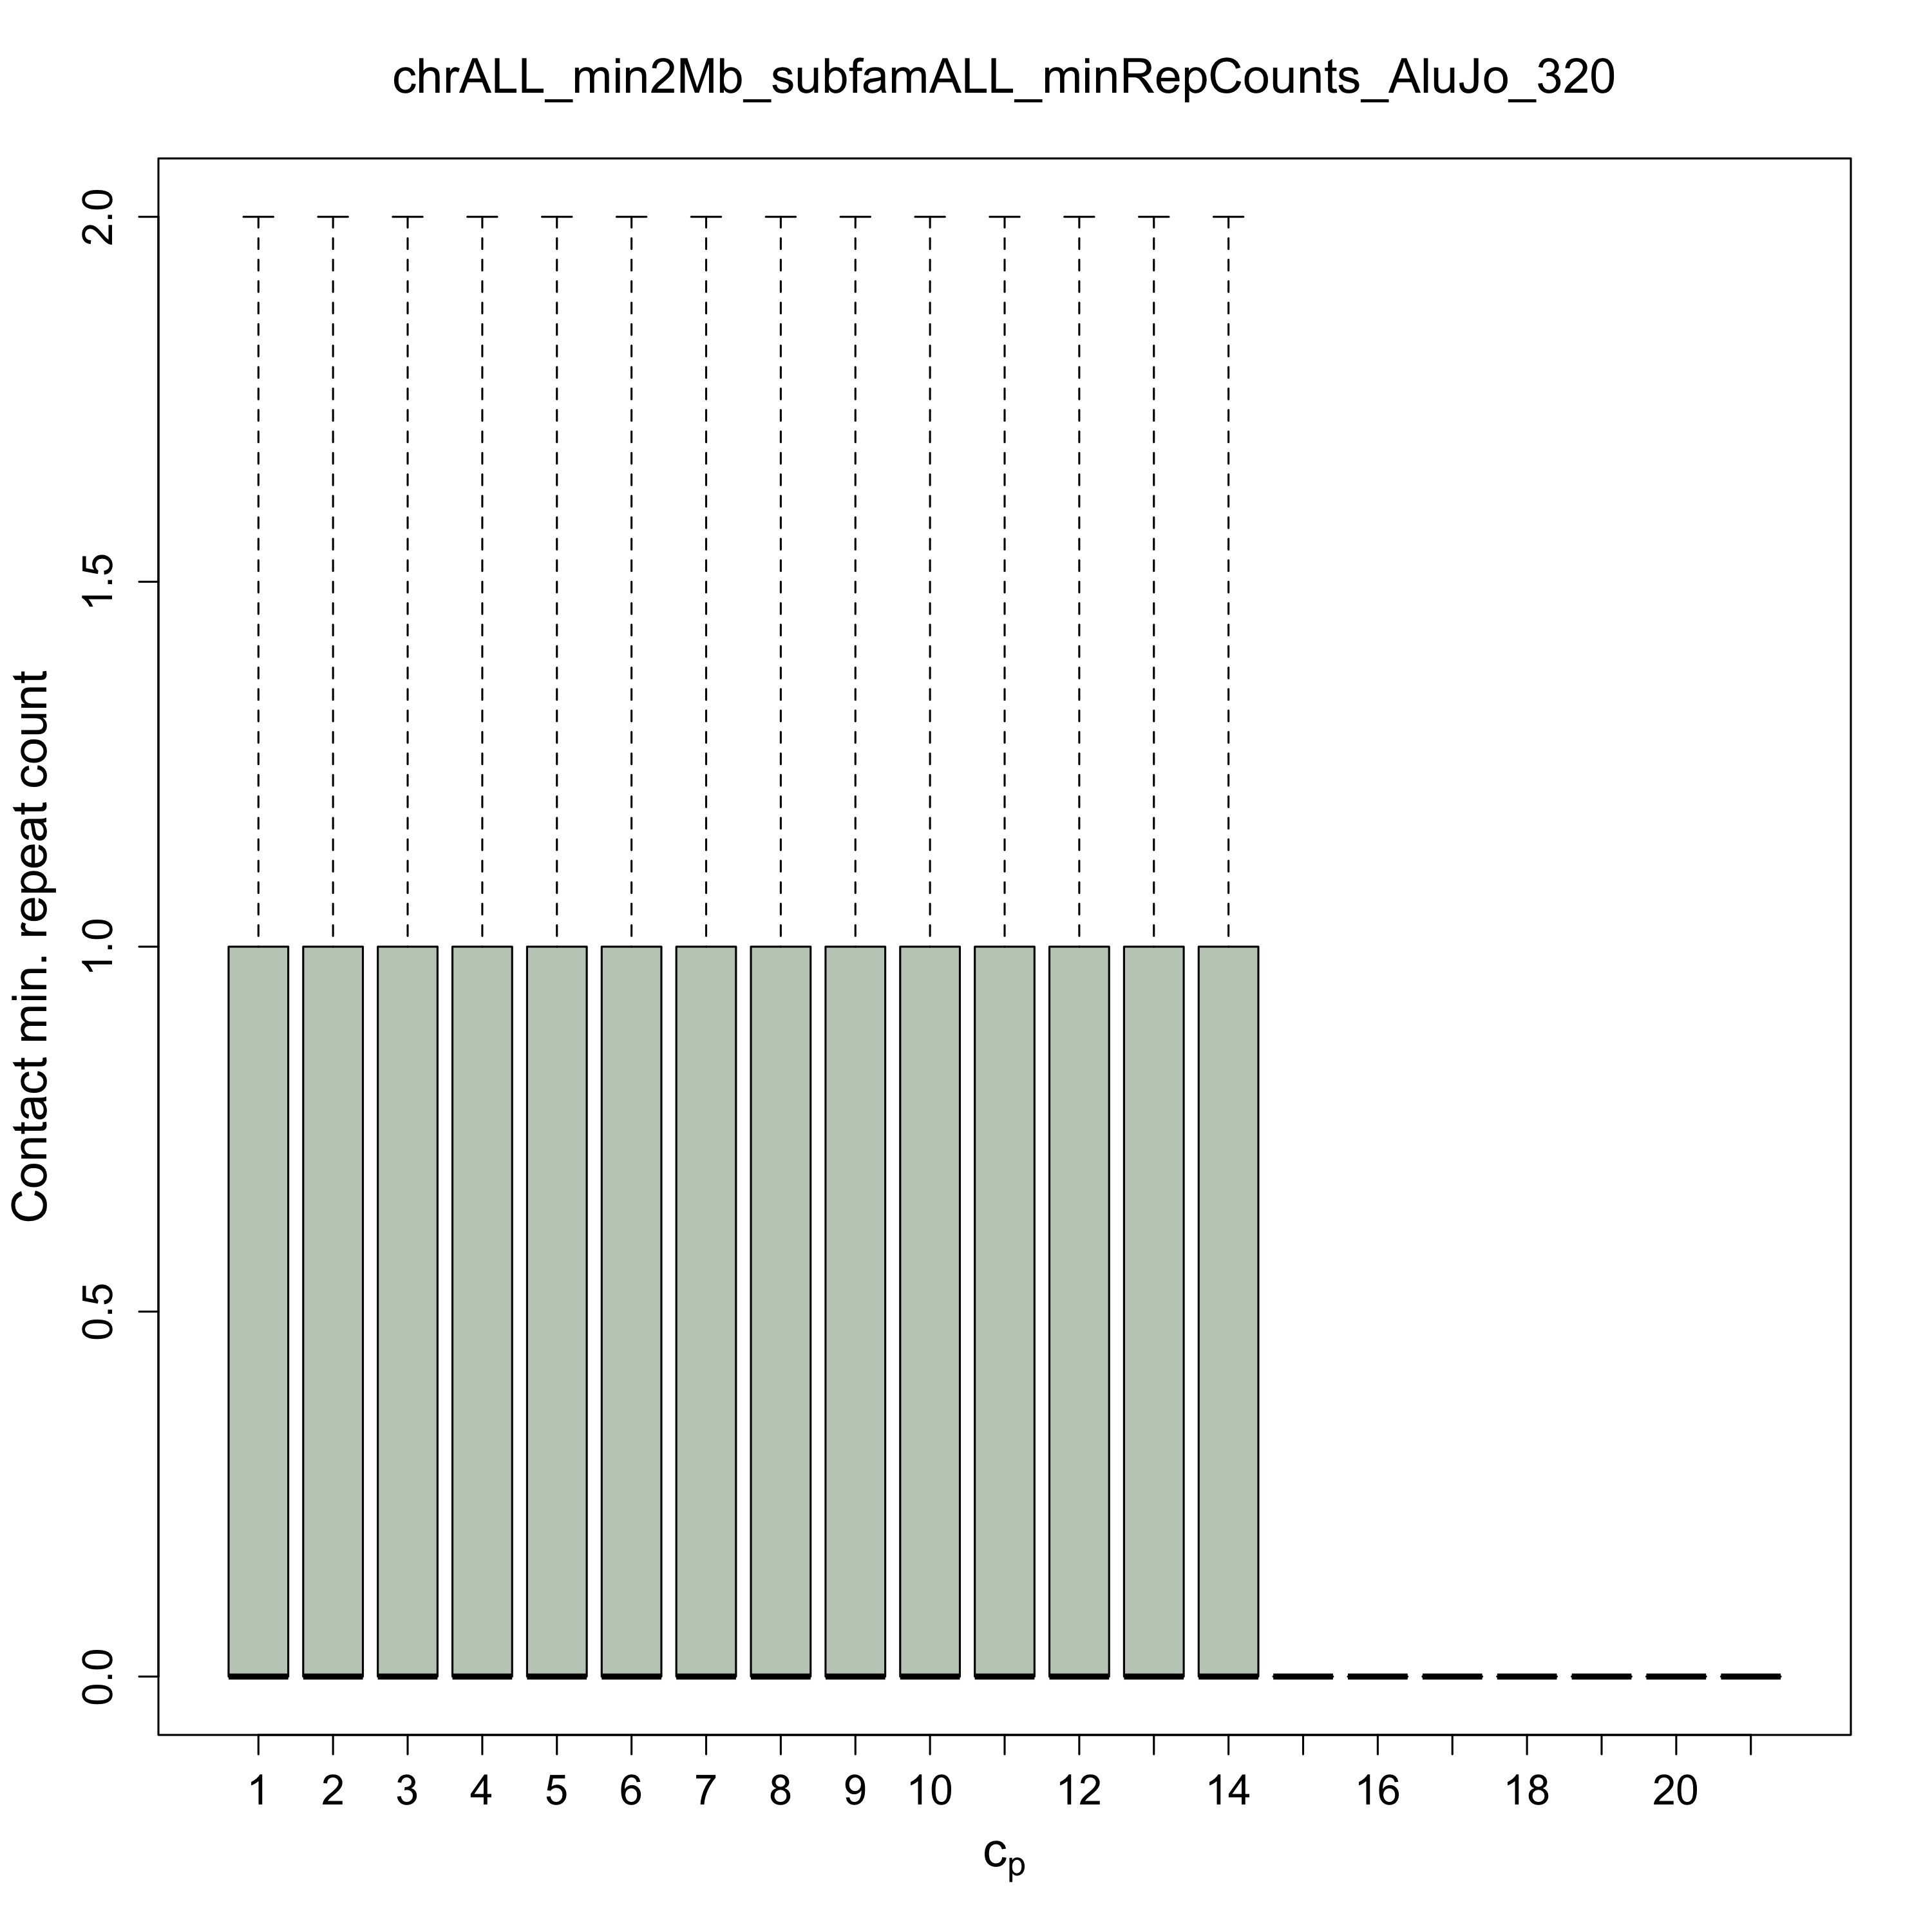 chrALL_min2Mb_subfamALL_minRepCounts_AluJo_320
Contact min. repeat count
2.0
1.5
1.0
0.5
0.0
1 2 3 4 5 6 7 8 9 10 12 14 16 18 20
cp